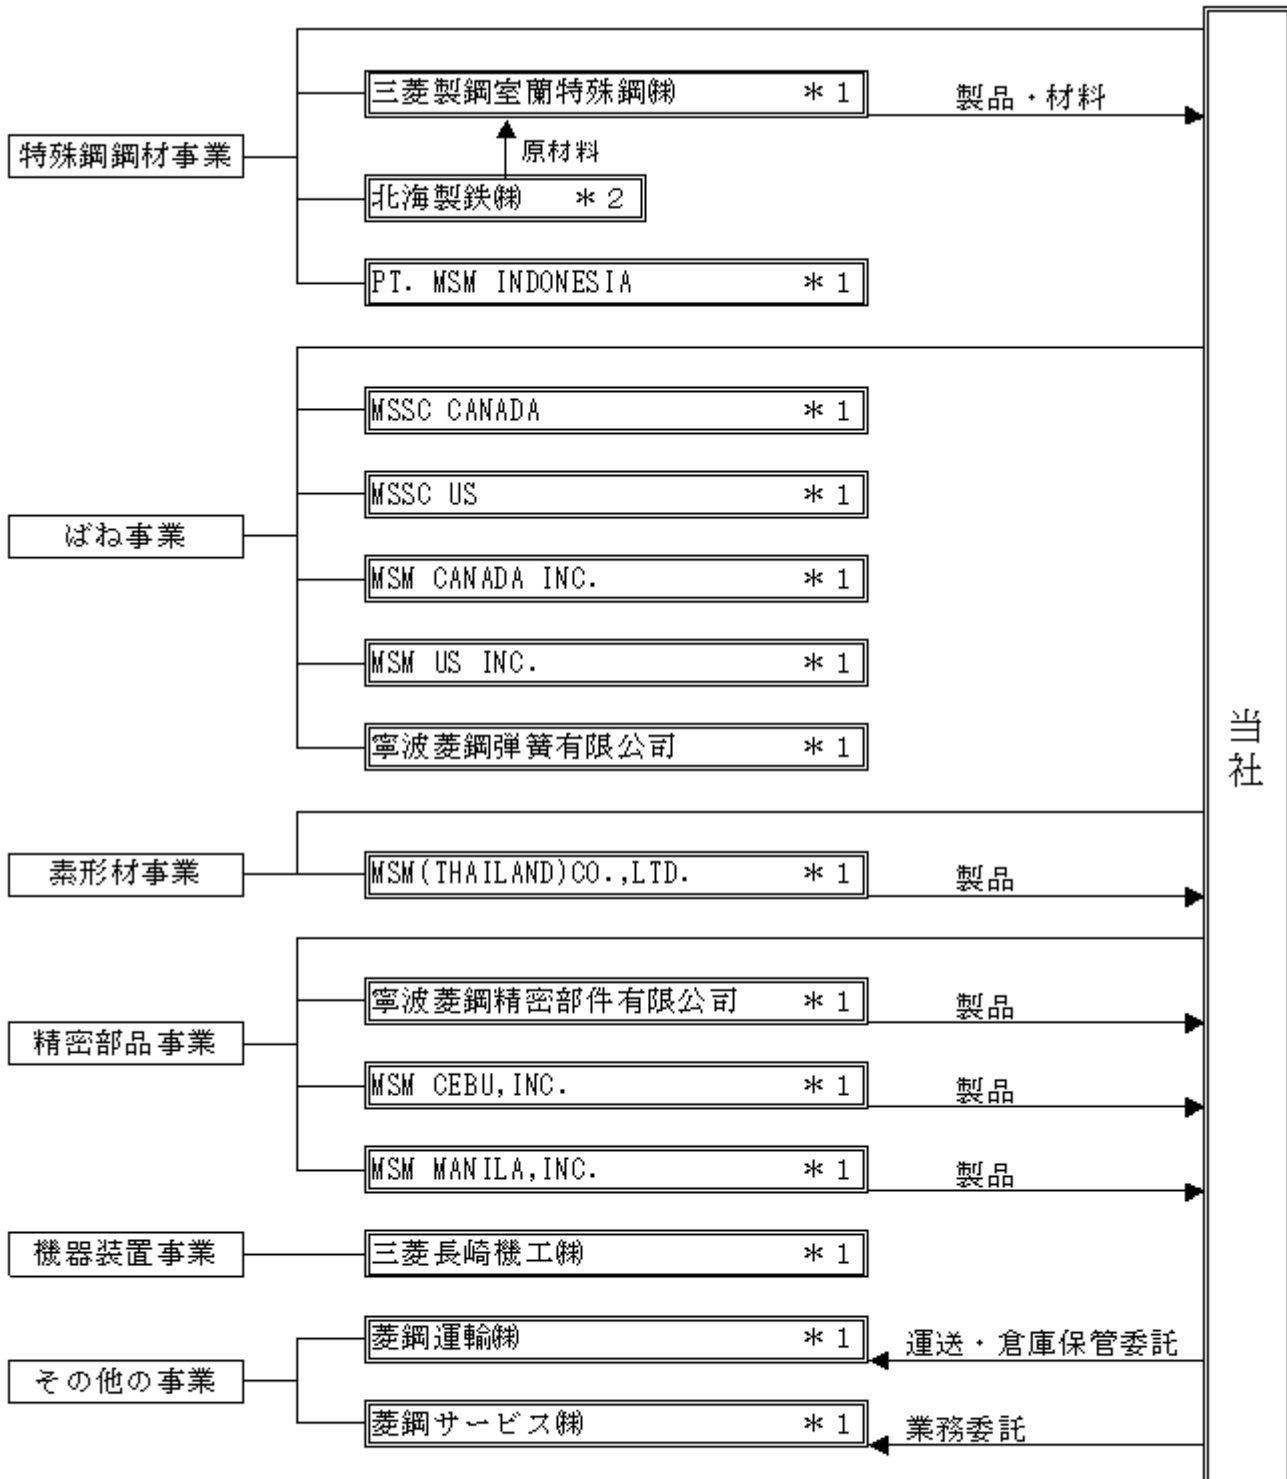 三菱製鋼室蘭特殊鋼㈱ ＊1 製品・材料
特殊鋼鋼材事業
原材料
北海製鉄㈱ ＊2
PT. MSM INDONESIA ＊1
MSSC CANADA ＊1
MSSC US ＊1
ばね事業
MSM CANADA INC. ＊1
MSM US INC. ＊1
寧波菱鋼弾簧有限公司 ＊1
当社
素形材事業
MSM(THAILAND)CO.,LTD. ＊1 製品
寧波菱鋼精密部件有限公司 ＊1 製品
精密部品事業
MSM CEBU,INC. ＊1 製品
MSM MANILA,INC. ＊1 製品
機器装置事業
三菱長崎機工㈱ ＊1
菱鋼運輸㈱ ＊1 運送・倉庫保管委託
その他の事業
菱鋼サービス㈱ ＊1 業務委託